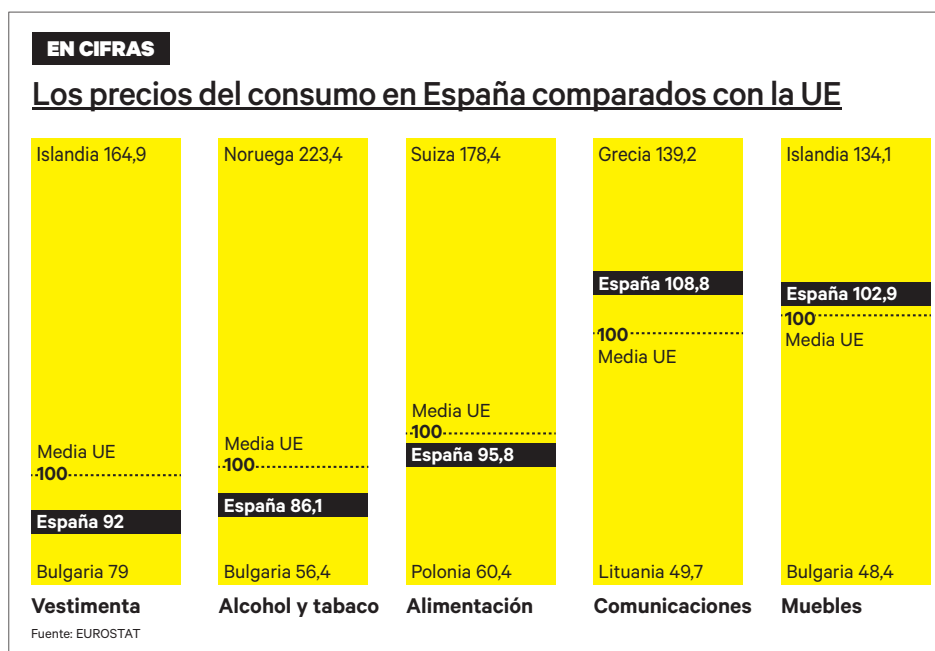 EN CIFRAS
Los precios del consumo en España comparados con la UE
Islandia 164,9
Media UE
100
España 92
Bulgaria 79
Vestimenta
Noruega 223,4
Media UE
100
España 86,1
Bulgaria 56,4
Alcohol y tabaco
Suiza 178,4
Media UE
100
España 95,8
Polonia 60,4
Alimentación
Grecia 139,2
España 108,8
100
Media UE
Lituania 49,7
Comunicaciones
Islandia 134,1
España 102,9
100
Media UE
Bulgaria 48,4
Muebles
Fuente: EUROSTAT